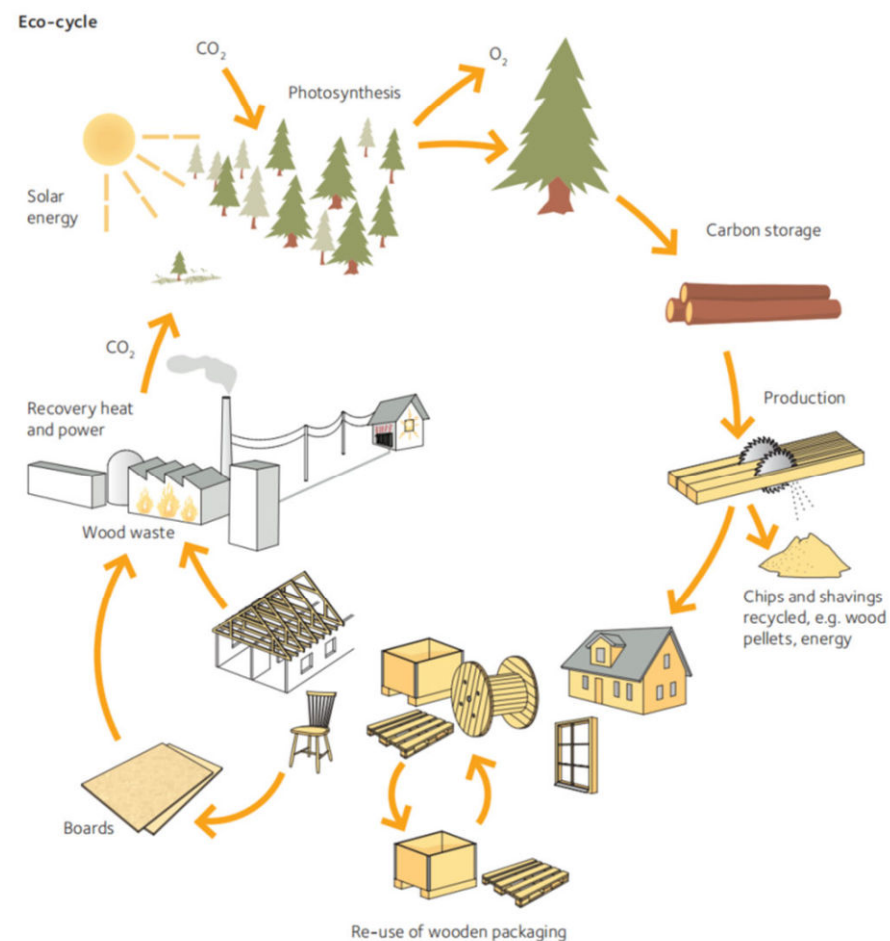 Eco-cycle
CO₂
O₂
Photosynthesis
Solar
energy
Carbon storage
CO₂
Production
Recovery heat
and power
Wood waste
Chips and shavings
recycled, e.g. wood
pellets, energy
Boards
Re-use of wooden packaging